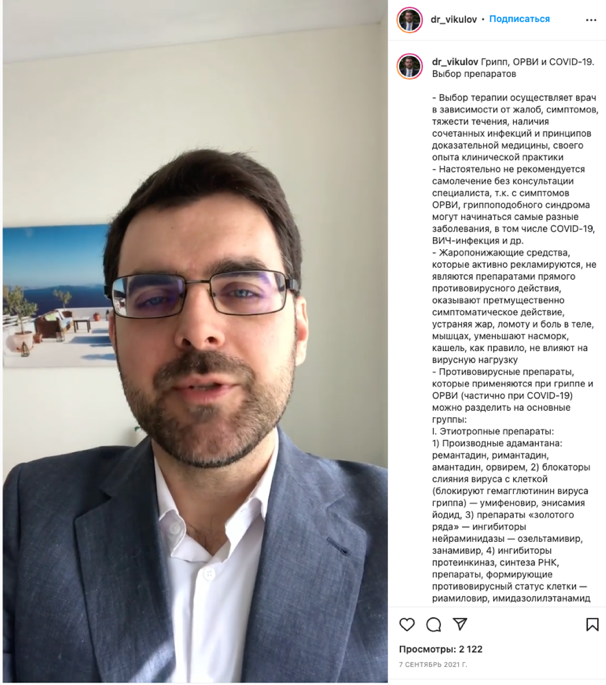 dr_vikulov • Подписаться
dr_vikulov Грипп, ОРВИ и COVID-19.
Выбор препаратов
- Выбор терапии осуществляет врач
в зависимости от жалоб, симптомов,
тяжести течения, наличия
сочетанных инфекций и принципов
доказательной медицины, своего
опыта клинической практики
- Настоятельно не рекомендуется
самолечение без консультации
специалиста, т.к. с симптомов
ОРВИ, гриппоподобного синдрома
могут начинаться самые разные
заболевания, в том числе COVID-19,
ВИЧ-инфекция и др.
- Жаропонижающие средства,
которые активно рекламируются, не
являются препаратами прямого
противовирусного действия,
оказывают претмущественно
симптоматическое действие,
устраняя жар, ломоту и боль в теле,
мышцах, уменьшают насморк,
кашель, как правило, не влияют на
вирусную нагрузку
- Противовирусные препараты,
которые применяются при гриппе и
ОРВИ (частично при COVID-19)
можно разделить на основные
группы:
I. Этиотропные препараты:
1) Производные адамантана:
ремантадин, римантадин,
амантадин, орвирем, 2) блокаторы
слияния вируса с клеткой
(блокируют гемагглютинин вируса
гриппа) — умифеновир, энисамия
йодид, 3) препараты «золотого
ряда» — ингибиторы
нейраминидазы — озельтамивир,
занамивир, 4) ингибиторы
протеинкиназ, синтеза РНК,
препараты, формирующие
противовирусный статус клетки —
риамиловир, имидазолилэтанамид
Просмотры: 2 122
7 СЕНТЯБРЬ 2021 Г.